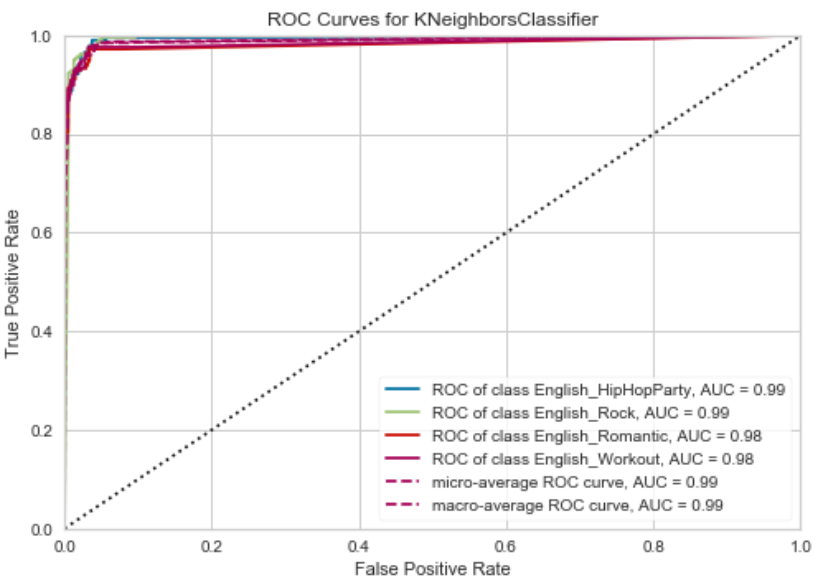 ROC Curves for KNeighborsClassifier
1.0
0.8
0.6
0.4
0.2
0.0
True Positive Rate
ROC of class English_HipHopParty, AUC = 0.99
ROC of class English_Rock, AUC = 0.99
ROC of class English_Romantic, AUC = 0.98
ROC of class English_Workout, AUC = 0.98
micro-average ROC curve, AUC = 0.99
macro-average ROC curve, AUC = 0.99
0.0 0.2 0.4 0.6 0.8 1.0
False Positive Rate